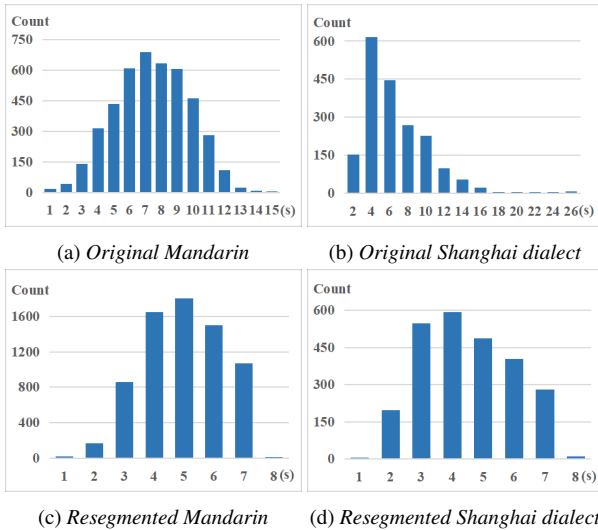 Count
750
600
450
300
150
0
1 2 3 4 5 6 7 8 9 10 11 12 13 14 15(s)
(a) Original Mandarin
Count
600
450
300
150
0
2 4 6 8 10 12 14 16 18 20 22 24 26(s)
(b) Original Shanghai dialect
Count
1600
1200
800
400
0
1 2 3 4 5 6 7 8(s)
(c) Resegmented Mandarin
Count
600
450
300
150
0
1 2 3 4 5 6 7 8(s)
(d) Resegmented Shanghai dialect